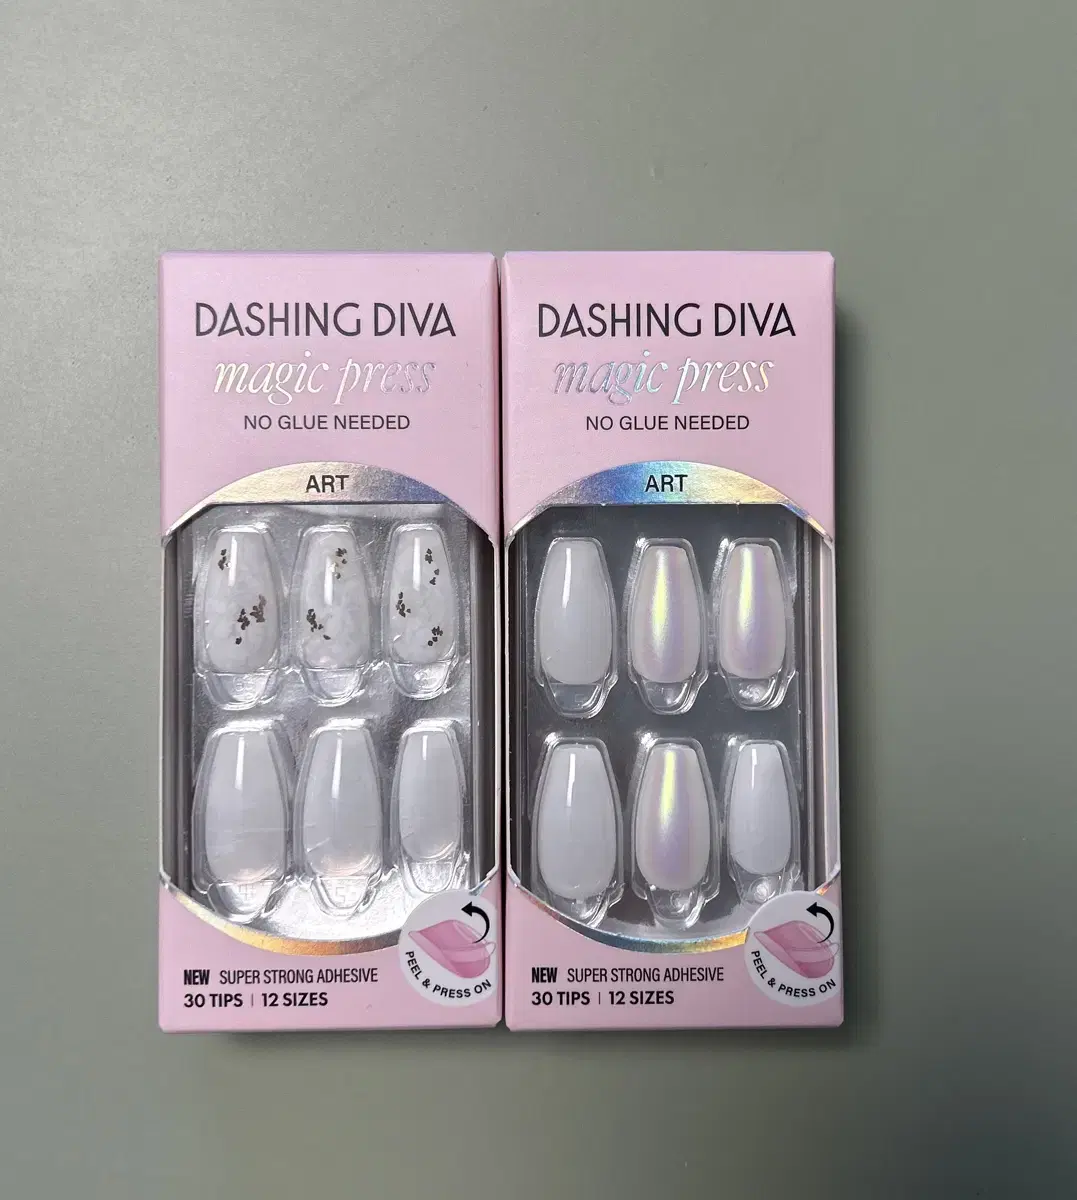 DASHING DIVA
magic press
NO GLUE NEEDED
ART
NEW SUPER STRONG ADHESIVE
30 TIPS | 12 SIZES
PEEL & PRESS ON
DASHING DIVA
magic press
NO GLUE NEEDED
ART
NEW SUPER STRONG ADHESIVE
30 TIPS | 12 SIZES
PEEL & PRESS ON